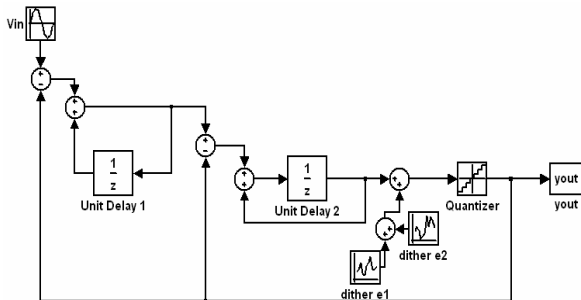 Vin
+
-
+
+
1
z
Unit Delay 1
+
-
+
+
1
z
Unit Delay 2
+
+
Quantizer
yout
yout
+
+
dither e2
dither e1